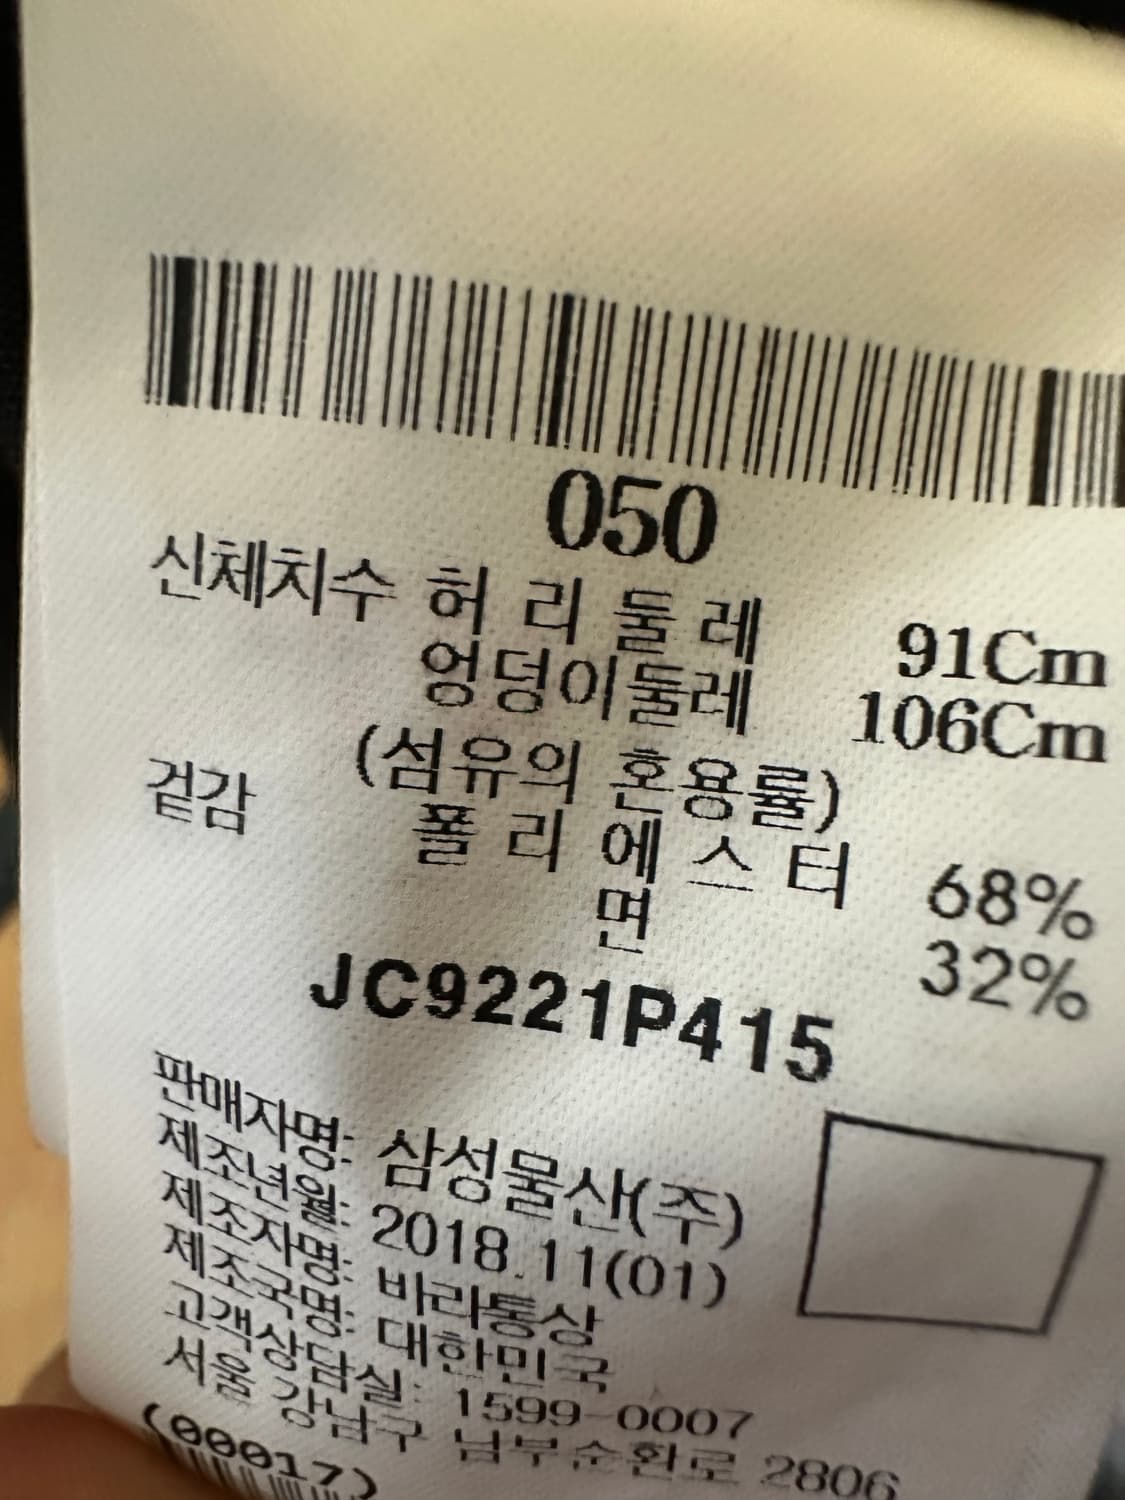 050
신체치수 허리둘레 91Cm
엉덩이둘레 106Cm
(섬유의 혼용률)
겉감 폴리에스터 68%
면 32%
JC9221P415
판매자명: 삼성물산(주)
제조년월: 2018.11(01)
제조자명: 바리통상
제조국명: 대한민국
고객상담실: 1599-0007
서울 강남구 남부순환로 2806
(00017)